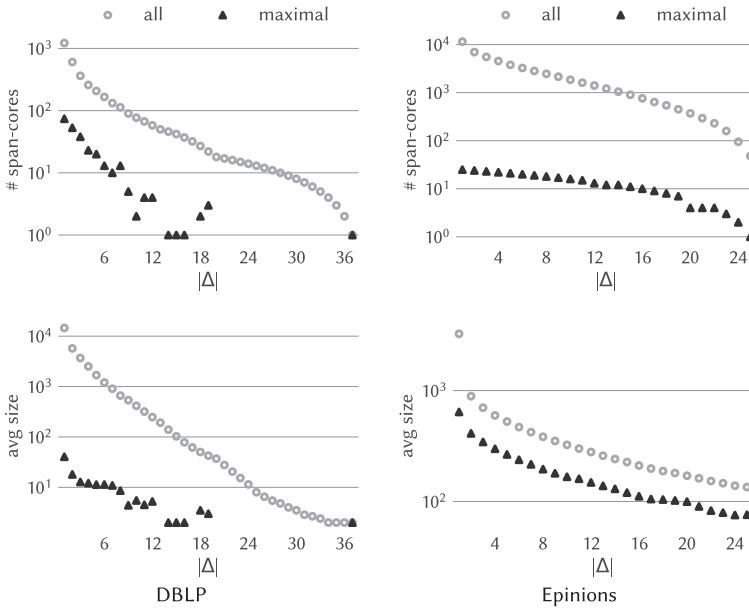 all maximal
all maximal
# span-cores
10^3
10^2
10^1
10^0
6 12 18 24 30 36
|Δ|
# span-cores
10^4
10^3
10^2
10^1
10^0
4 8 12 16 20 24
|Δ|
avg size
10^4
10^3
10^2
10^1
6 12 18 24 30 36
|Δ|
DBLP
avg size
10^3
10^2
4 8 12 16 20 24
|Δ|
Epinions